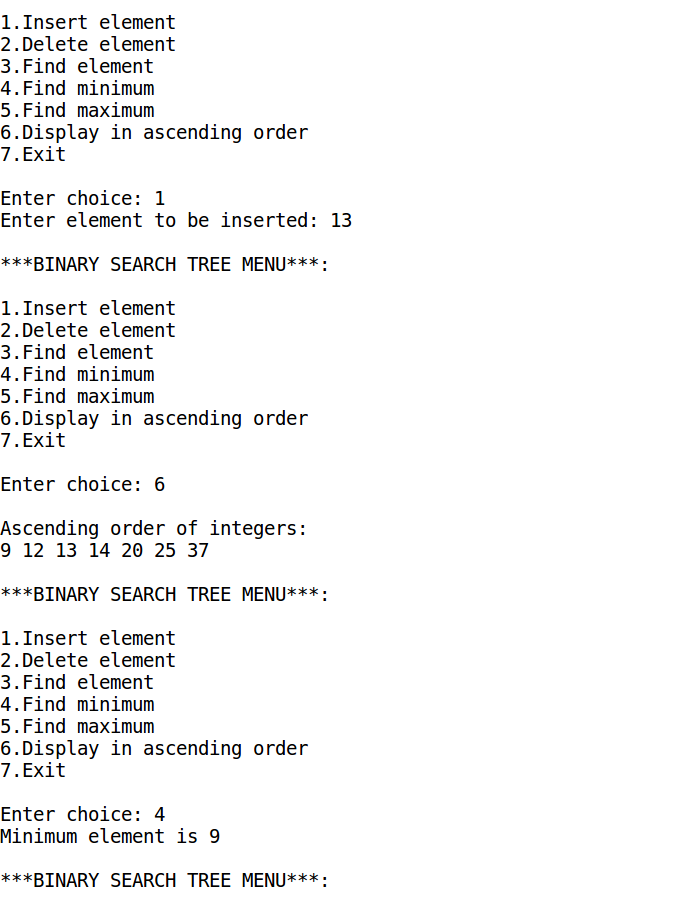 1.Insert element
2.Delete element
3.Find element
4.Find minimum
5.Find maximum
6.Display in ascending order
7.Exit
Enter choice: 1
Enter element to be inserted: 13
***BINARY SEARCH TREE MENU***:
1.Insert element
2.Delete element
3.Find element
4.Find minimum
5.Find maximum
6.Display in ascending order
7.Exit
Enter choice: 6
Ascending order of integers:
9 12 13 14 20 25 37
***BINARY SEARCH TREE MENU***:
1.Insert element
2.Delete element
3.Find element
4.Find minimum
5.Find maximum
6.Display in ascending order
7.Exit
Enter choice: 4
Minimum element is 9
***BINARY SEARCH TREE MENU***: